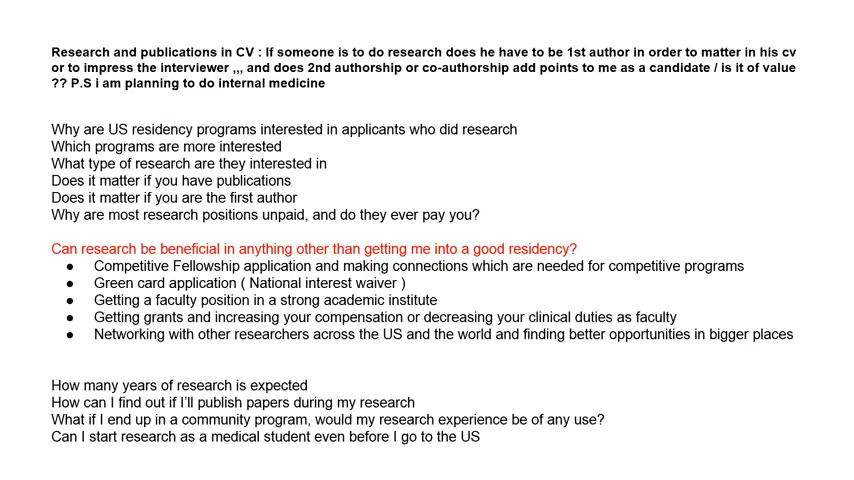 Research and publications in CV : If someone is to do research does he have to be 1st author in order to matter in his cv
or to impress the interviewer ,,, and does 2nd authorship or co-authorship add points to me as a candidate / is it of value
?? P.S i am planning to do internal medicine
Why are US residency programs interested in applicants who did research
Which programs are more interested
What type of research are they interested in
Does it matter if you have publications
Does it matter if you are the first author
Why are most research positions unpaid, and do they ever pay you?
Can research be beneficial in anything other than getting me into a good residency?
● Competitive Fellowship application and making connections which are needed for competitive programs
● Green card application ( National interest waiver )
● Getting a faculty position in a strong academic institute
● Getting grants and increasing your compensation or decreasing your clinical duties as faculty
● Networking with other researchers across the US and the world and finding better opportunities in bigger places
How many years of research is expected
How can I find out if I'll publish papers during my research
What if I end up in a community program, would my research experience be of any use?
Can I start research as a medical student even before I go to the US